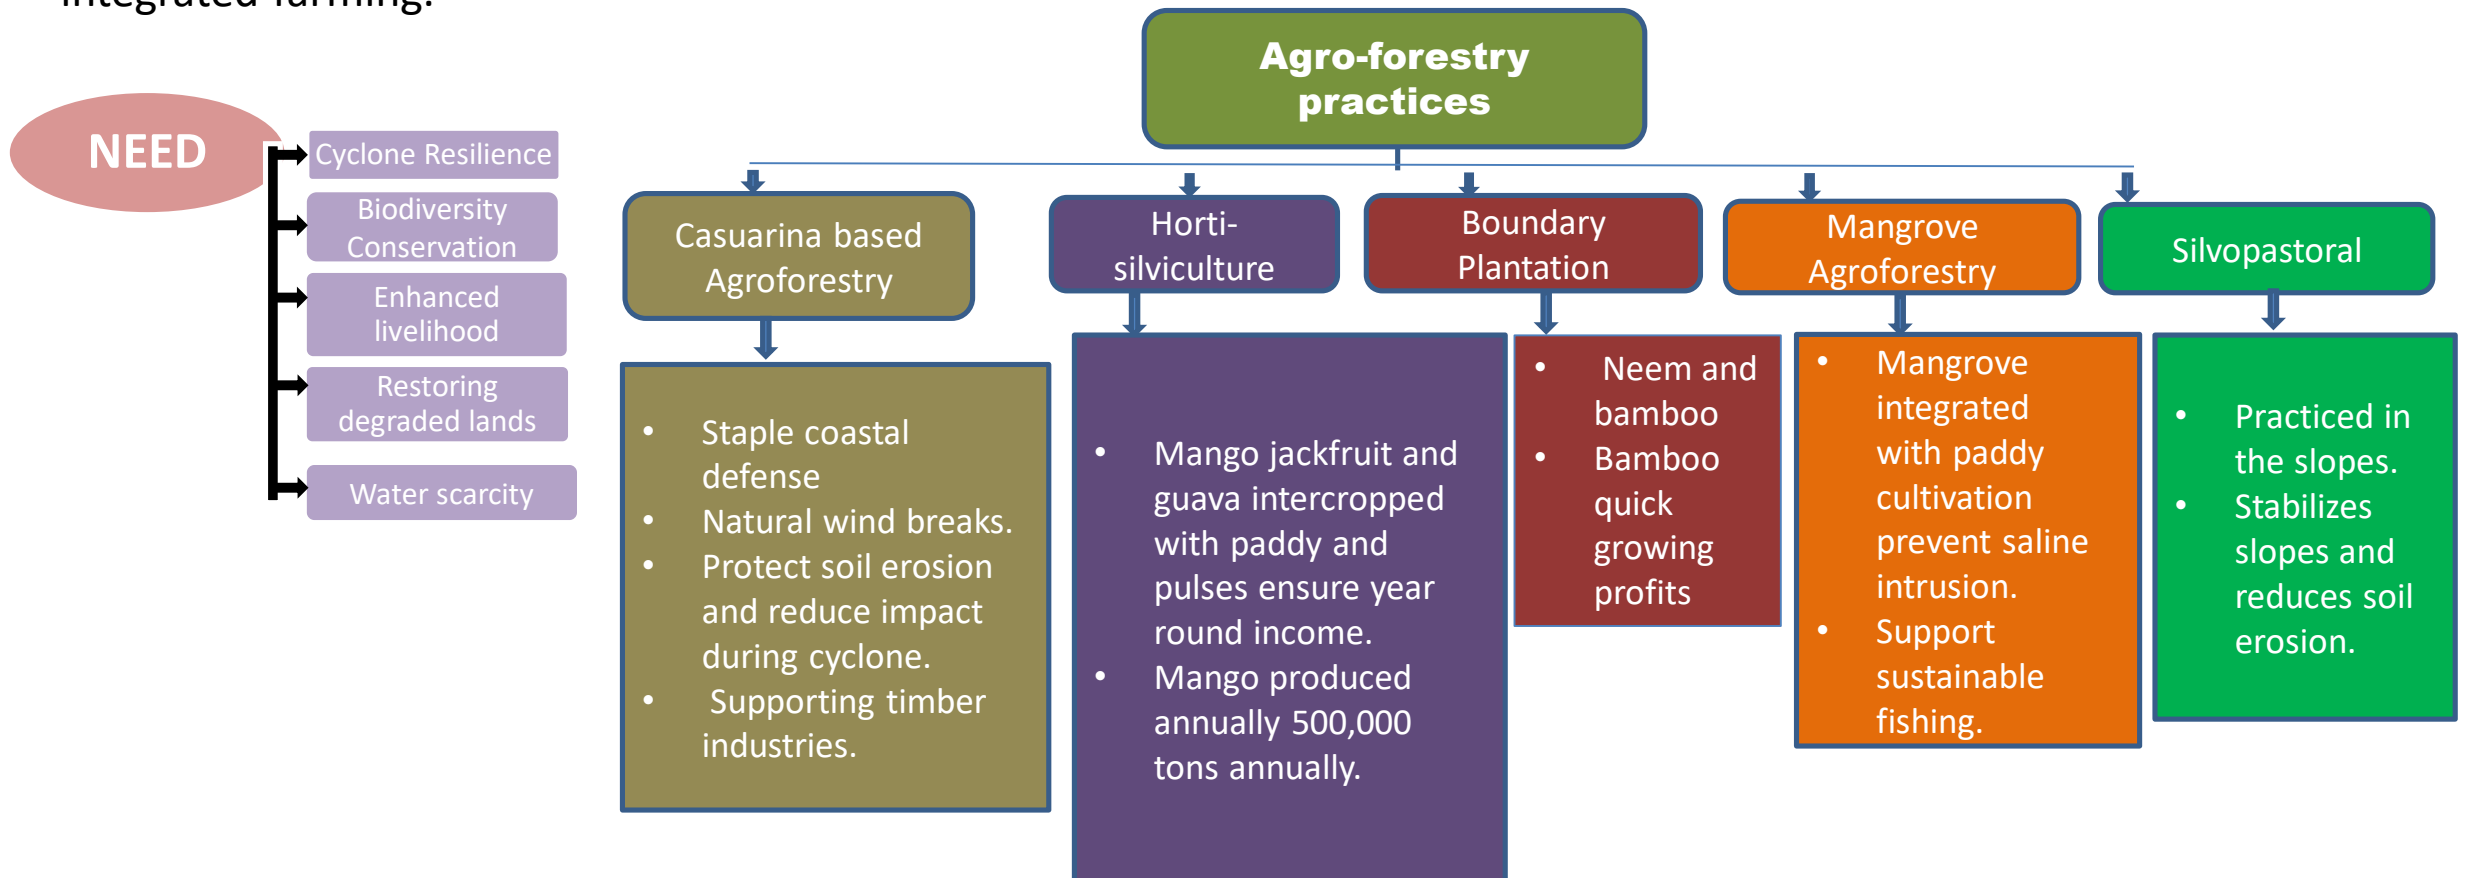 integrated farming.
NEED
Cyclone Resilience
Biodiversity
Conservation
Enhanced
livelihood
Restoring
degraded lands
Water scarcity
Agro-forestry
practices
Casuarina based
Agroforestry
• Staple coastal
defense
• Natural wind breaks.
• Protect soil erosion
and reduce impact
during cyclone.
• Supporting timber
industries.
Horti-
silviculture
• Mango jackfruit and
guava intercropped
with paddy and
pulses ensure year
round income.
• Mango produced
annually 500,000
tons annually.
Boundary
Plantation
• Neem and
bamboo
• Bamboo
quick
growing
profits
Mangrove
Agroforestry
• Mangrove
integrated
with paddy
cultivation
prevent saline
intrusion.
• Support
sustainable
fishing.
Silvopastoral
• Practiced in
the slopes.
• Stabilizes
slopes and
reduces soil
erosion.